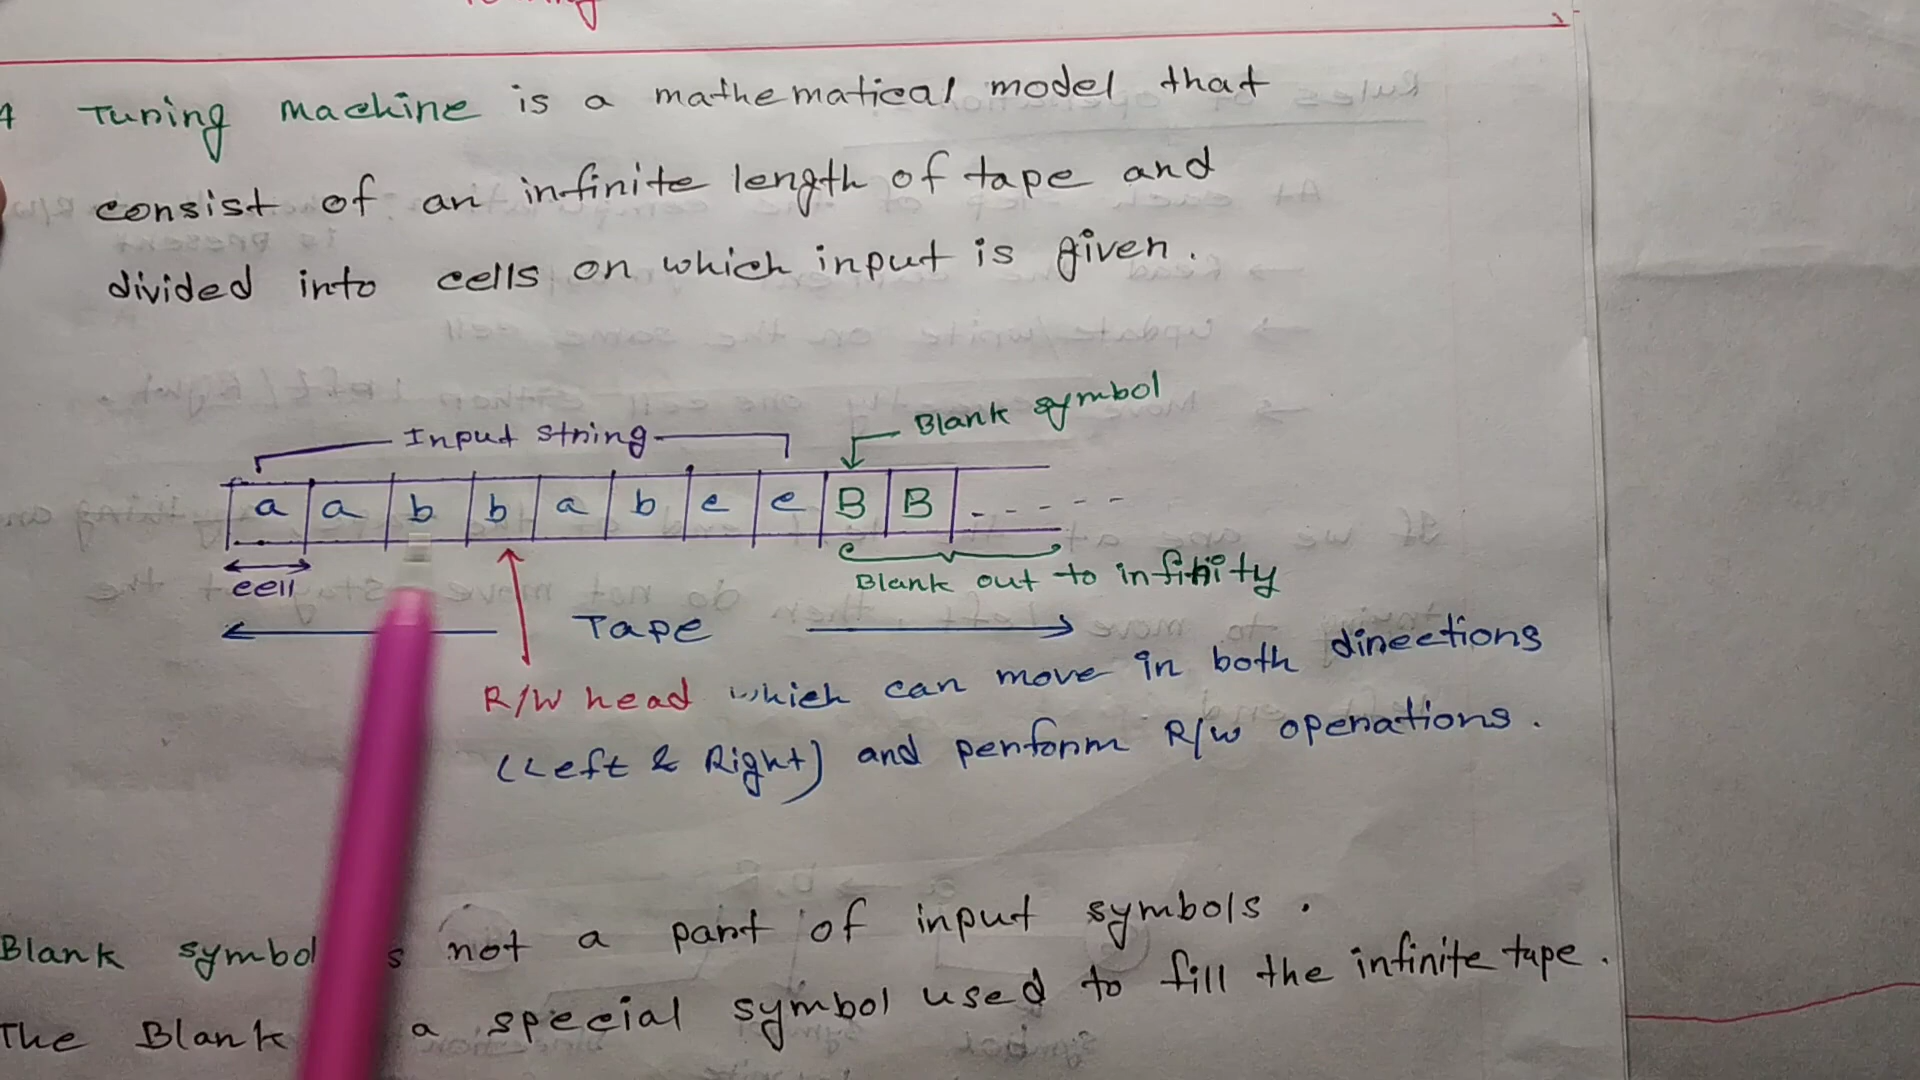 A Turing machine is a mathematical model that
consist of an infinite length of tape and
divided into cells on which input is given.
Blank symbol
Input string
a a b b a b c c B B - - - - -
cell
Blank out to infinity
Tape
R/W head which can move in both directions
(Left & Right) and perform R/W operations.
Blank symbol is not a part of input symbols.
The Blank a special symbol used to fill the infinite tape.